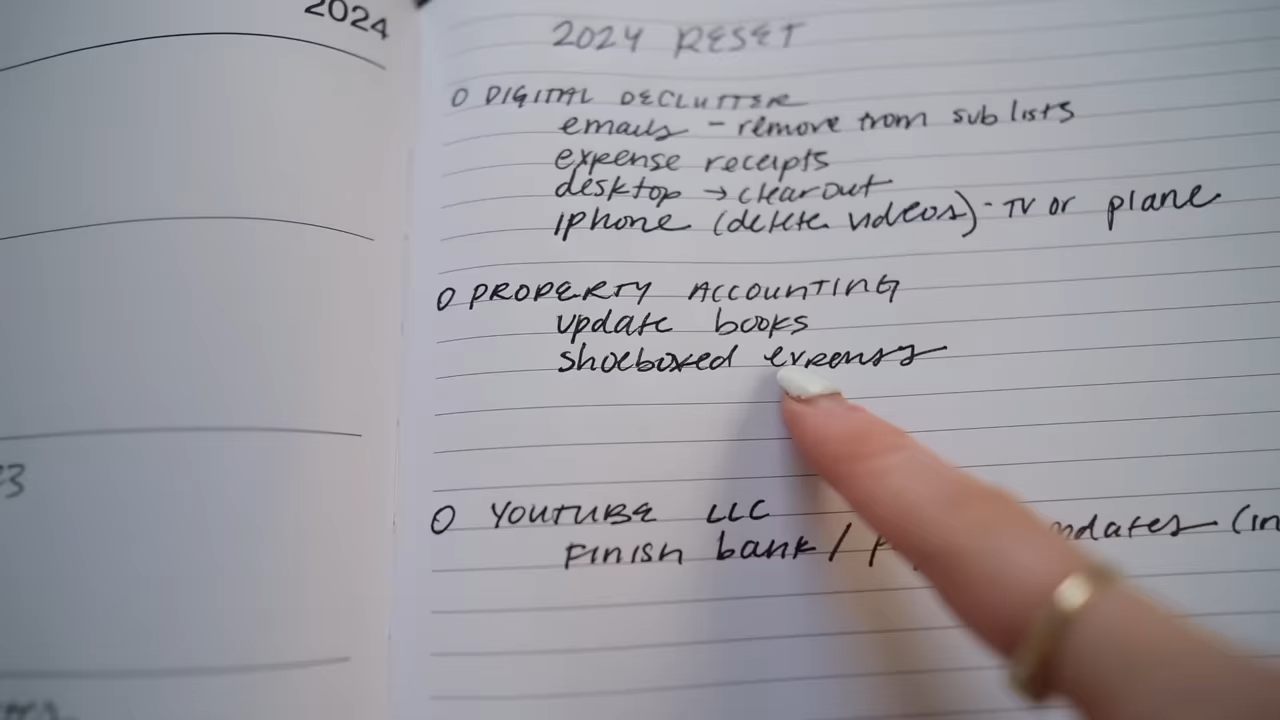 2024
2024 RESET
O DIGITAL DECLUTTER
emails - remove from sub lists
expense receipts
desktop → clear out
iphone (delete videos) - TV or plane
O PROPERTY ACCOUNTING
update books
shoeboxed expenses
O YOUTUBE LLC
FINISH bank / (in